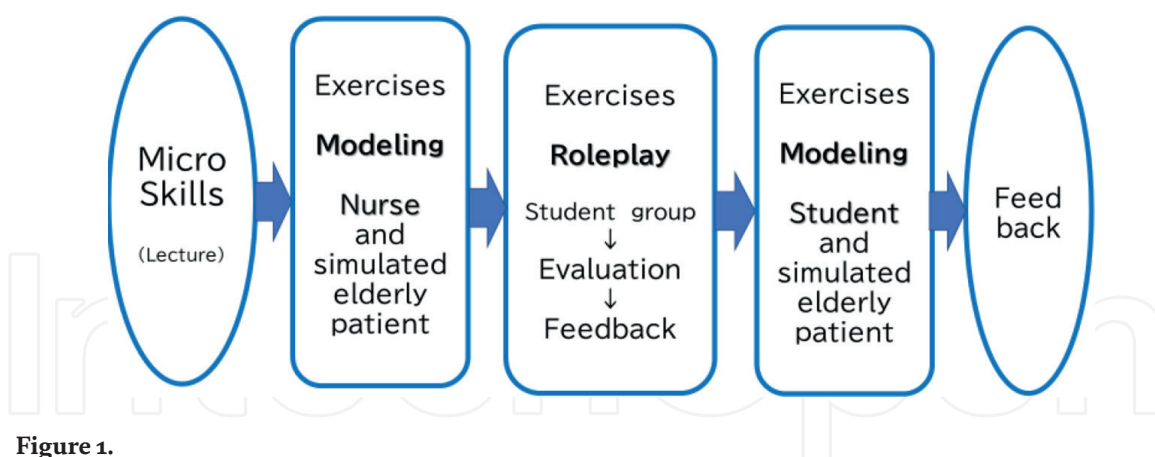 Micro
Skills
(Lecture)
Exercises
Modeling
Nurse
and
simulated
elderly
patient
Exercises
Roleplay
Student group
↓
Evaluation
↓
Feedback
Exercises
Modeling
Student
and
simulated
elderly
patient
Feed
back
IntechOpen
Figure 1.